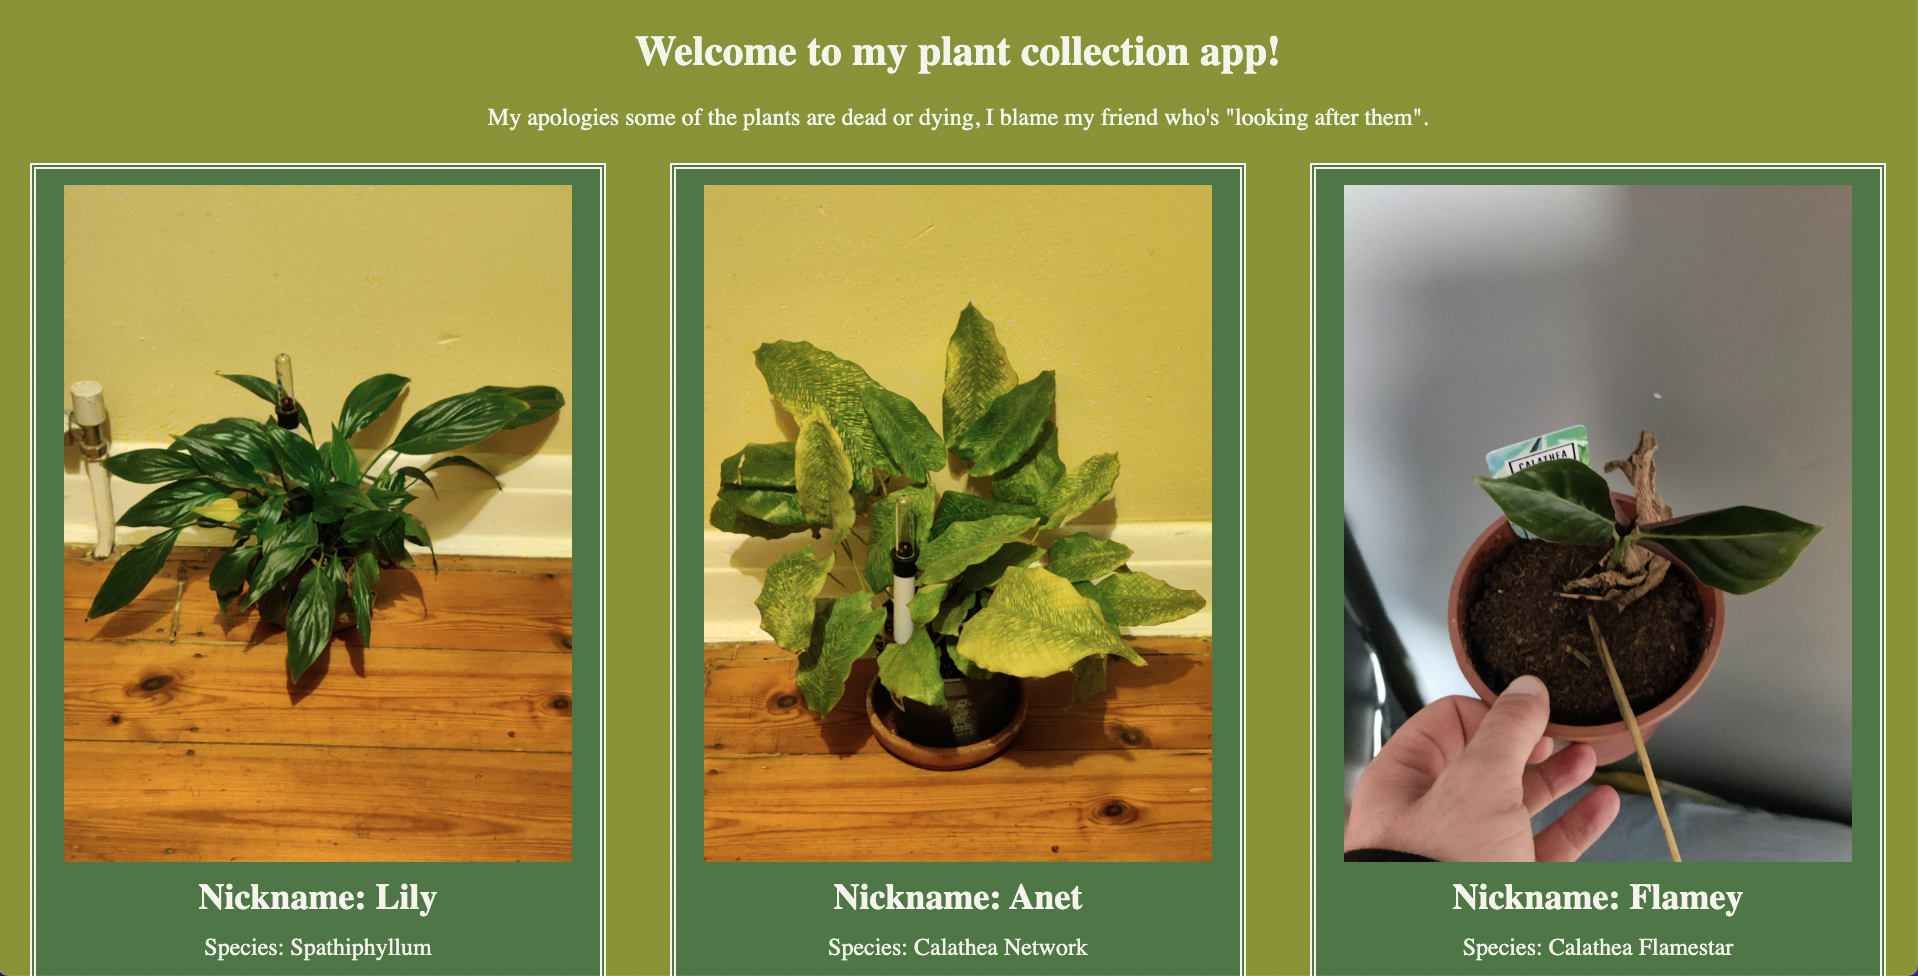 Welcome to my plant collection app!
My apologies some of the plants are dead or dying, I blame my friend who's "looking after them".
CALATHEA
Nickname: Lily
Species: Spathiphyllum
Nickname: Anet
Species: Calathea Network
Nickname: Flamey
Species: Calathea Flamestar